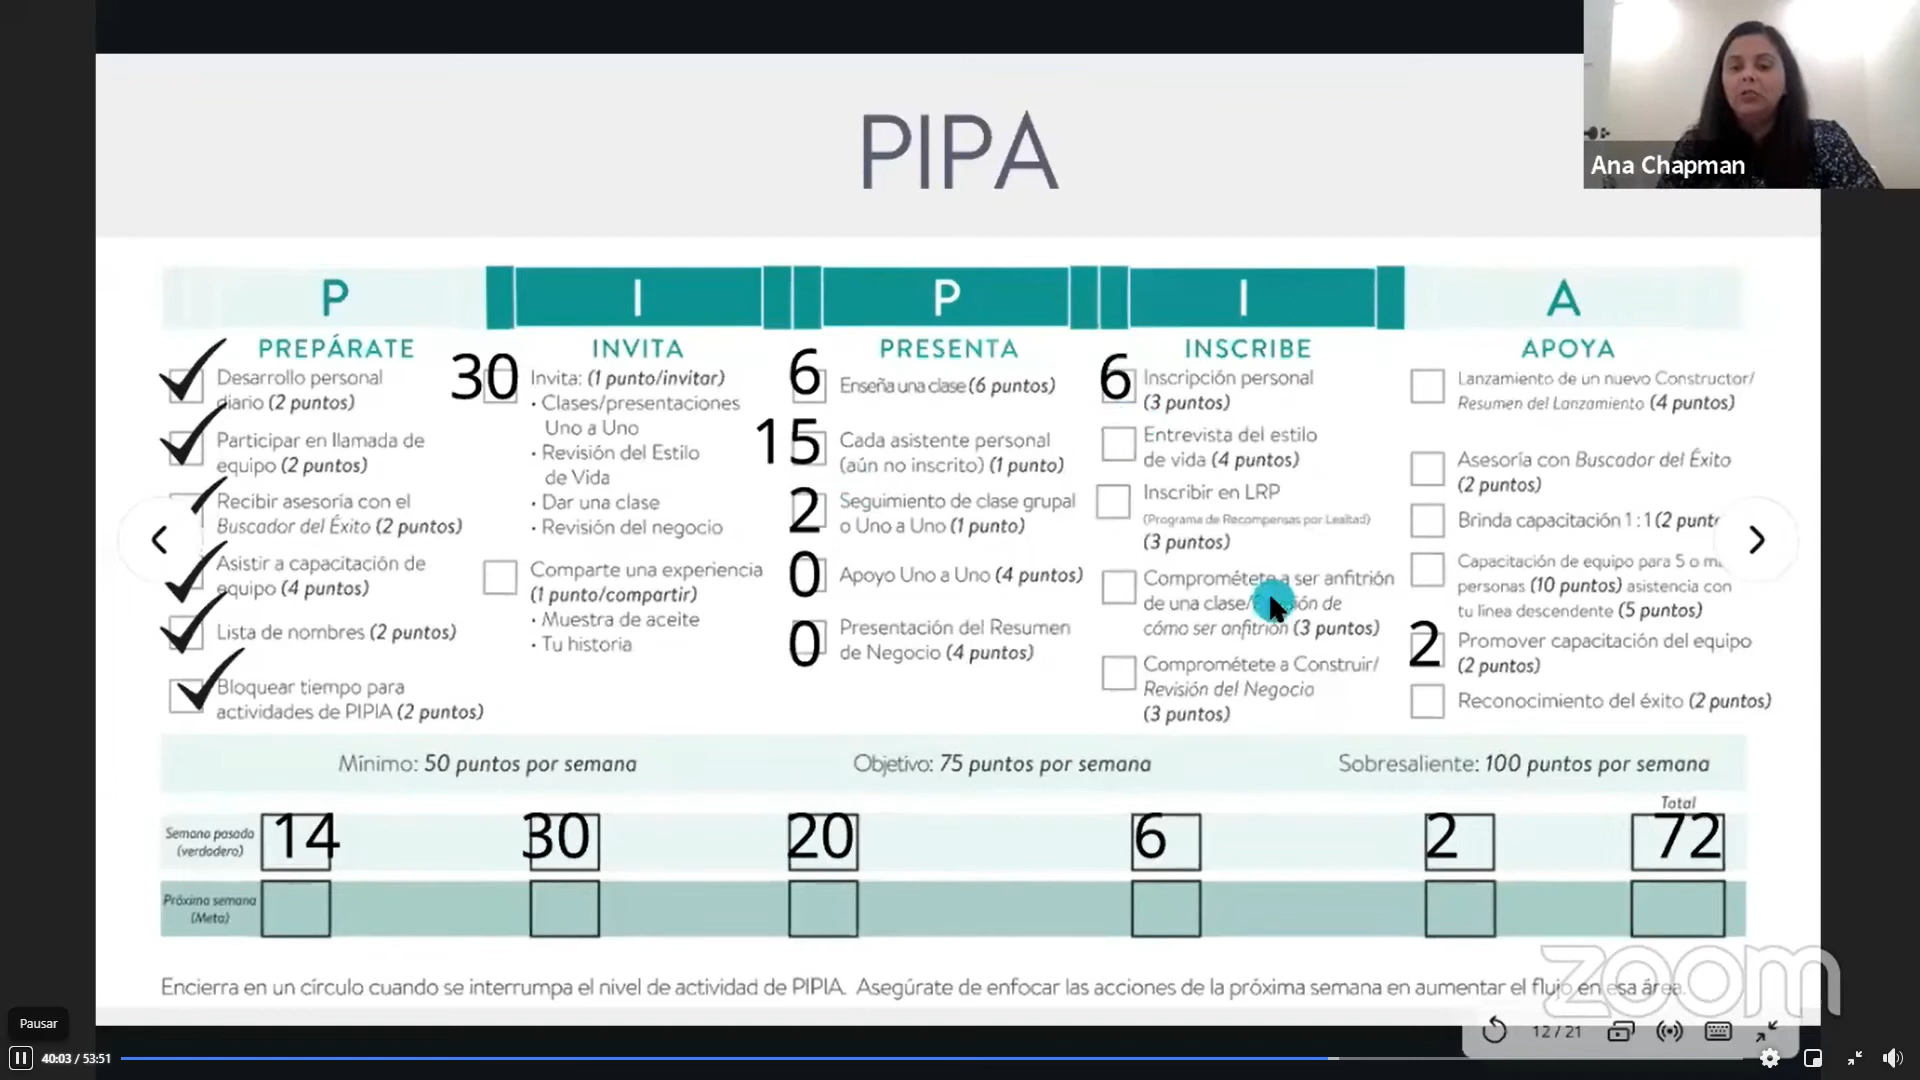 Ana Chapman
PIPA
P
I
P
I
A
PREPÁRATE
Desarrollo personal
diario (2 puntos)
Participar en llamada de
equipo (2 puntos)
Recibir asesoría con el
Buscador del Éxito (2 puntos)
Asistir a capacitación de
equipo (4 puntos)
Lista de nombres (2 puntos)
Bloquear tiempo para
actividades de PIPIA (2 puntos)
INVITA
30
Invita: (1 punto/invitar)
• Clases/presentaciones
Uno a Uno
• Revisión del Estilo
de Vida
• Dar una clase
• Revisión del negocio
Comparte una experiencia
(1 punto/compartir)
• Muestra de aceite
• Tu historia
PRESENTA
6 Enseña una clase (6 puntos)
15 Cada asistente personal
(aún no inscrito) (1 punto)
2 Seguimiento de clase grupal
o Uno a Uno (1 punto)
0 Apoyo Uno a Uno (4 puntos)
0 Presentación del Resumen
de Negocio (4 puntos)
INSCRIBE
6 Inscripción personal
(3 puntos)
Entrevista del estilo
de vida (4 puntos)
Inscribir en LRP
(Programa de Recompensas por Lealtad)
(3 puntos)
Comprométete a ser anfitrión
de una clase/ de
cómo ser anfitrión (3 puntos)
Comprométete a Construir/
Revisión del Negocio
(3 puntos)
APOYA
Lanzamiento de un nuevo Constructor/
Resumen del Lanzamiento (4 puntos)
Asesoría con Buscador del Éxito
(2 puntos)
Brinda capacitación 1 : 1 (2 punt
Capacitación de equipo para 5 o
personas (10 puntos) asistencia con
tu línea descendente (5 puntos)
2 Promover capacitación del equipo
(2 puntos)
Reconocimiento del éxito (2 puntos)
Mínimo: 50 puntos por semana
Objetivo: 75 puntos por semana
Sobresaliente: 100 puntos por semana
Total
Semana pasada
(verdadero)
14 30 20 6 2 72
Próxima semana
(Meta)
Encierra en un círculo cuando se interrumpa el nivel de actividad de PIPIA. Asegúrate de enfocar las acciones de la próxima semana en aumentar el flujo en esa área.
zoom
Pausar
12 / 21
40:03 / 53:51